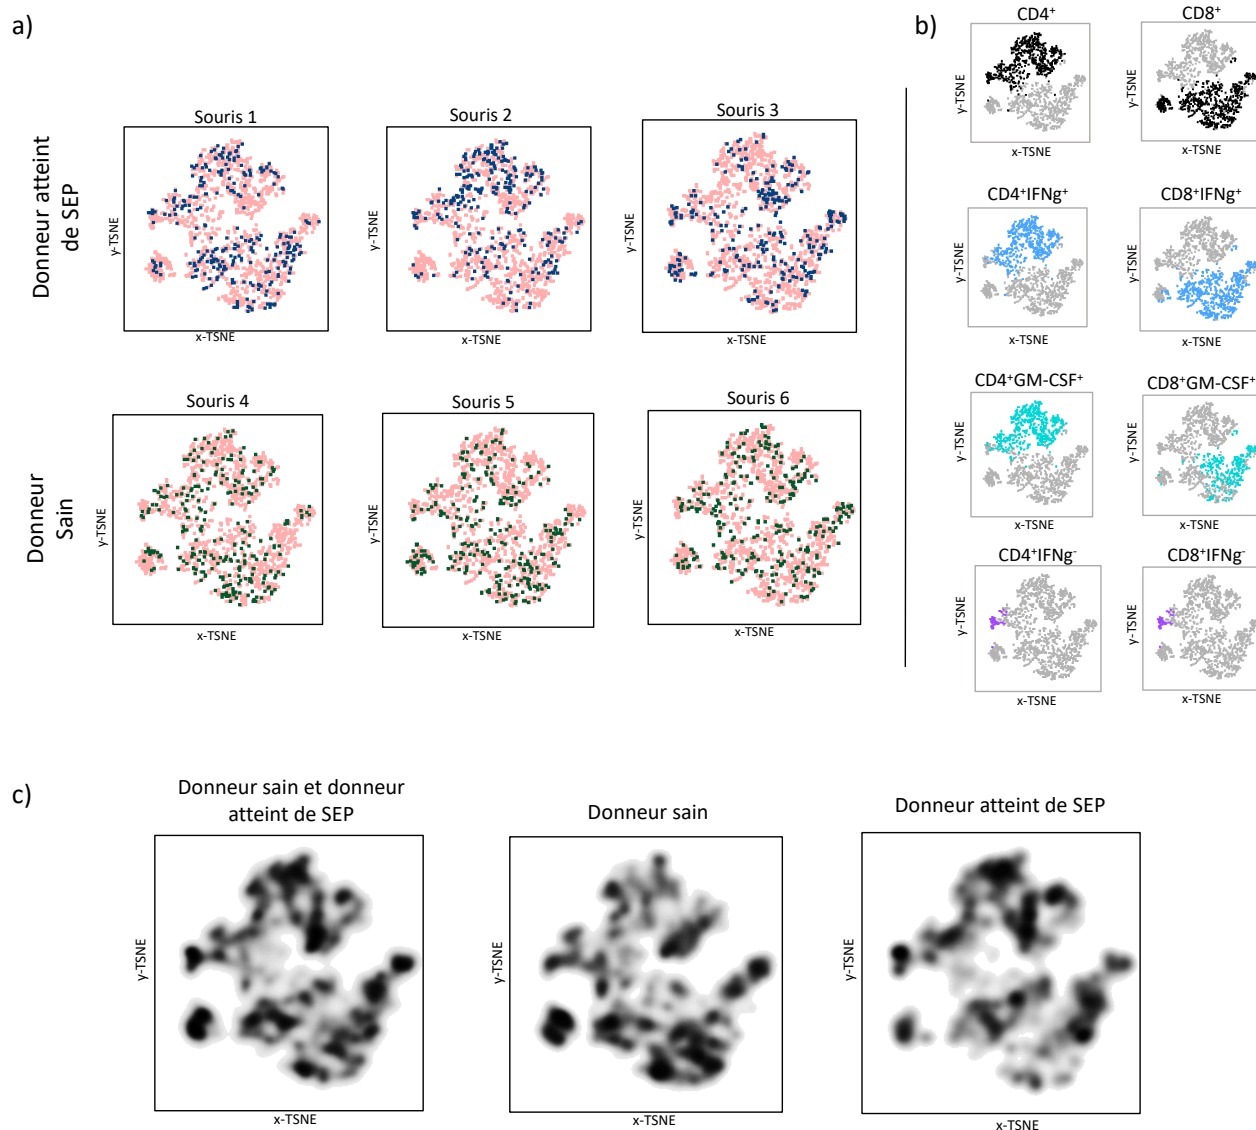 a)
Donneur atteint
de SEP
Souris 1
y-TSNE
x-TSNE
Souris 2
y-TSNE
x-TSNE
Souris 3
y-TSNE
x-TSNE
Donneur
Sain
Souris 4
y-TSNE
x-TSNE
Souris 5
y-TSNE
x-TSNE
Souris 6
y-TSNE
x-TSNE
b)
CD4⁺
y-TSNE
x-TSNE
CD8⁺
y-TSNE
x-TSNE
CD4⁺IFNg⁺
y-TSNE
x-TSNE
CD8⁺IFNg⁺
y-TSNE
x-TSNE
CD4⁺GM-CSF⁺
y-TSNE
x-TSNE
CD8⁺GM-CSF⁺
y-TSNE
x-TSNE
CD4⁺IFNg⁻
y-TSNE
x-TSNE
CD8⁺IFNg⁻
y-TSNE
x-TSNE
c)
Donneur sain et donneur
atteint de SEP
y-TSNE
x-TSNE
Donneur sain
y-TSNE
x-TSNE
Donneur atteint de SEP
y-TSNE
x-TSNE